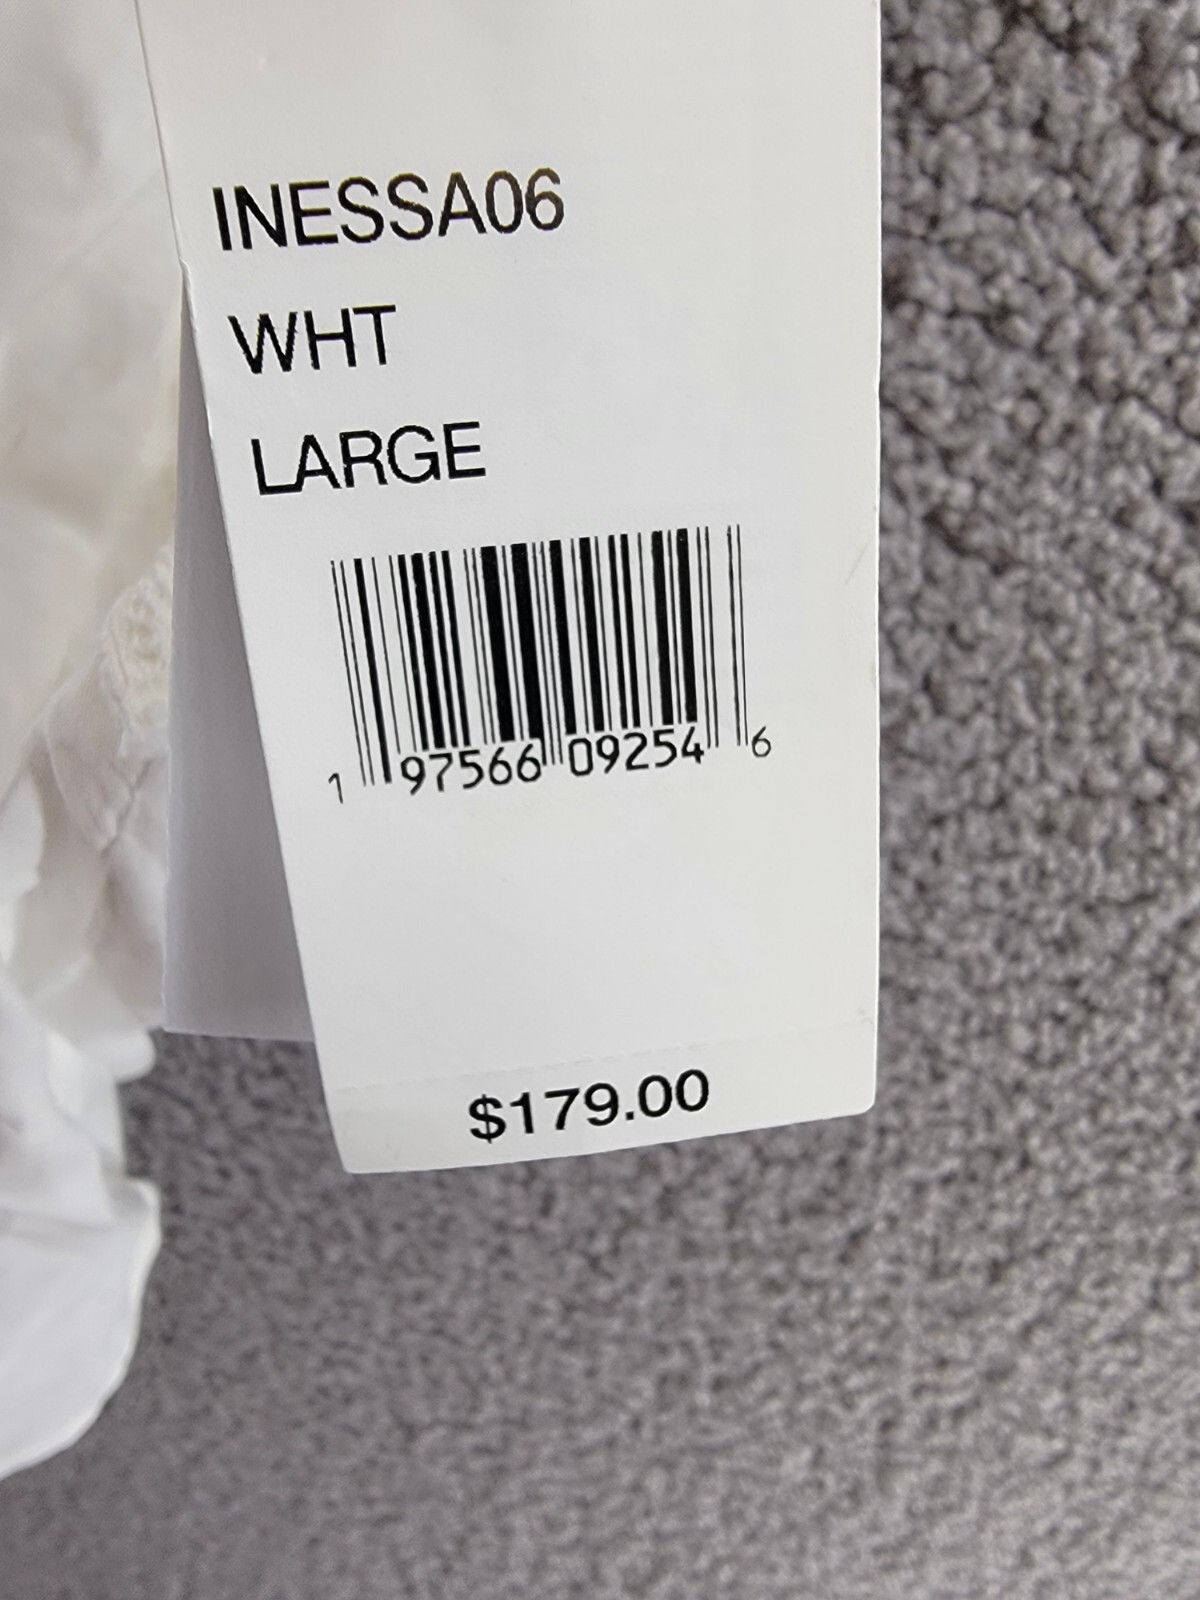 INESSA06
WHT
LARGE
1 97566 09254 6
$179.00